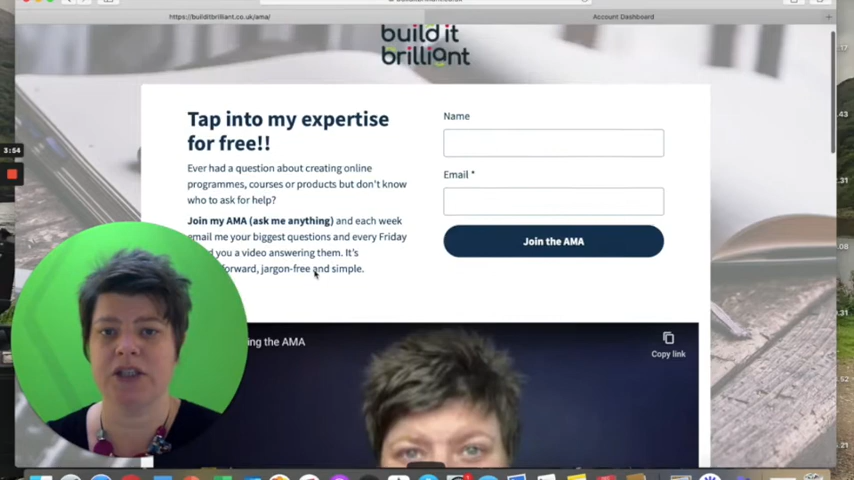 https://builditbrilliant.co.uk/ama/
Account Dashboard
build it
brilliant
Tap into my expertise
for free!!
Ever had a question about creating online
programmes, courses or products but don't know
who to ask for help?
Join my AMA (ask me anything) and each week
email me your biggest questions and every Friday
you a video answering them. It's
jargon-free and simple.
Name
Email *
Join the AMA
3:54
ing the AMA
Copy link